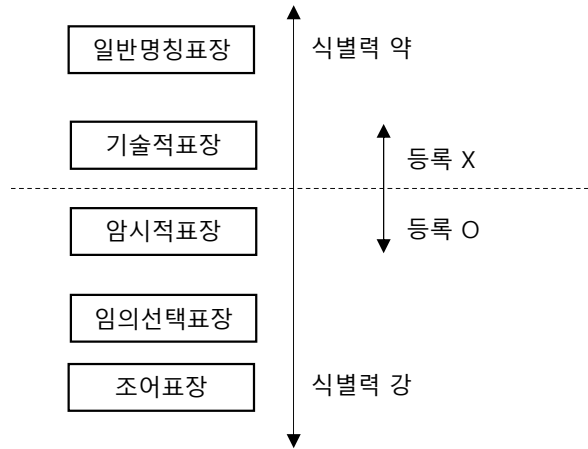 일반명칭표장
식별력 약
기술적표장
등록 X
암시적표장
등록 O
임의선택표장
조어표장
식별력 강